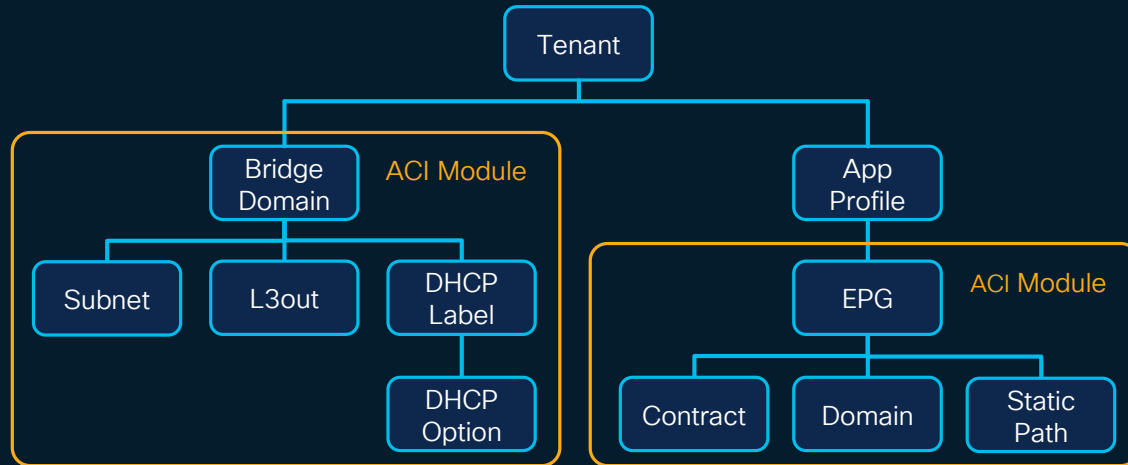 Tenant
Bridge
Domain
ACI Module
App
Profile
Subnet
L3out
DHCP
Label
EPG
ACI Module
DHCP
Option
Contract
Domain
Static
Path